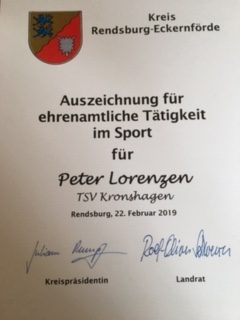 Kreis
Rendsburg-Eckernförde
Auszeichnung für
ehrenamtliche Tätigkeit
im Sport
für
Peter Lorenzen
TSV Kronshagen
Rendsburg, 22. Februar 2019
Kreispräsidentin
Landrat